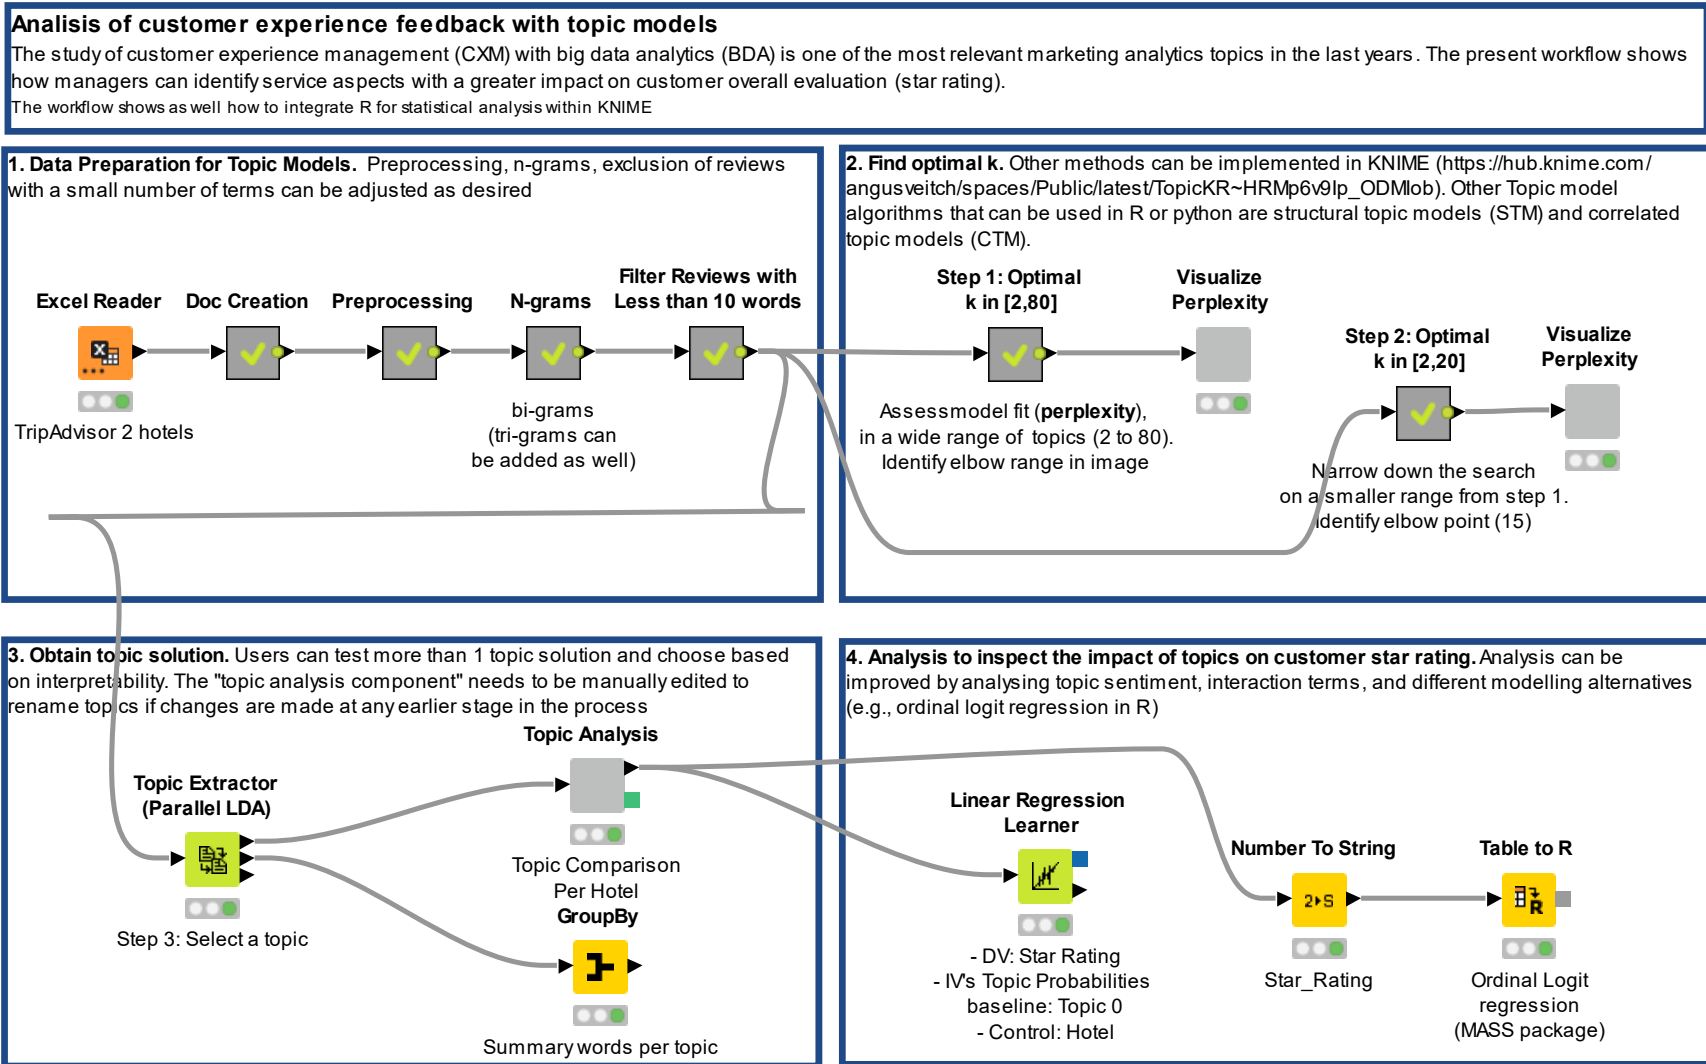 Analisis of customer experience feedback with topic models
The study of customer experience management (CXM) with big data analytics (BDA) is one of the most relevant marketing analytics topics in the last years. The present workflow shows
how managers can identify service aspects with a greater impact on customer overall evaluation (star rating).
The workflow shows as well how to integrate R for statistical analysis within KNIME
1. Data Preparation for Topic Models. Preprocessing, n-grams, exclusion of reviews
with a small number of terms can be adjusted as desired
Excel Reader
Doc Creation
Preprocessing
N-grams
Filter Reviews with
Less than 10 words
TripAdvisor 2 hotels
bi-grams
(tri-grams can
be added as well)
2. Find optimal k. Other methods can be implemented in KNIME (https://hub.knime.com/
angusveitch/spaces/Public/latest/TopicKR~HRMp6v9Ip_ODMlob). Other Topic model
algorithms that can be used in R or python are structural topic models (STM) and correlated
topic models (CTM).
Step 1: Optimal
k in [2,80]
Visualize
Perplexity
Step 2: Optimal
k in [2,20]
Visualize
Perplexity
Assessmodel fit (perplexity),
in a wide range of topics (2 to 80).
Identify elbow range in image
Narrow down the search
on a smaller range from step 1.
Identify elbow point (15)
3. Obtain topic solution. Users can test more than 1 topic solution and choose based
on interpretability. The "topic analysis component" needs to be manually edited to
rename topics if changes are made at any earlier stage in the process
Topic Analysis
Topic Extractor
(Parallel LDA)
Step 3: Select a topic
Topic Comparison
Per Hotel
GroupBy
Summary words per topic
4. Analysis to inspect the impact of topics on customer star rating. Analysis can be
improved by analysing topic sentiment, interaction terms, and different modelling alternatives
(e.g., ordinal logit regression in R)
Linear Regression
Learner
- DV: Star Rating
- IV's Topic Probabilities
baseline: Topic 0
- Control: Hotel
Number To String
2▸S
Star_Rating
Table to R
R
Ordinal Logit
regression
(MASS package)